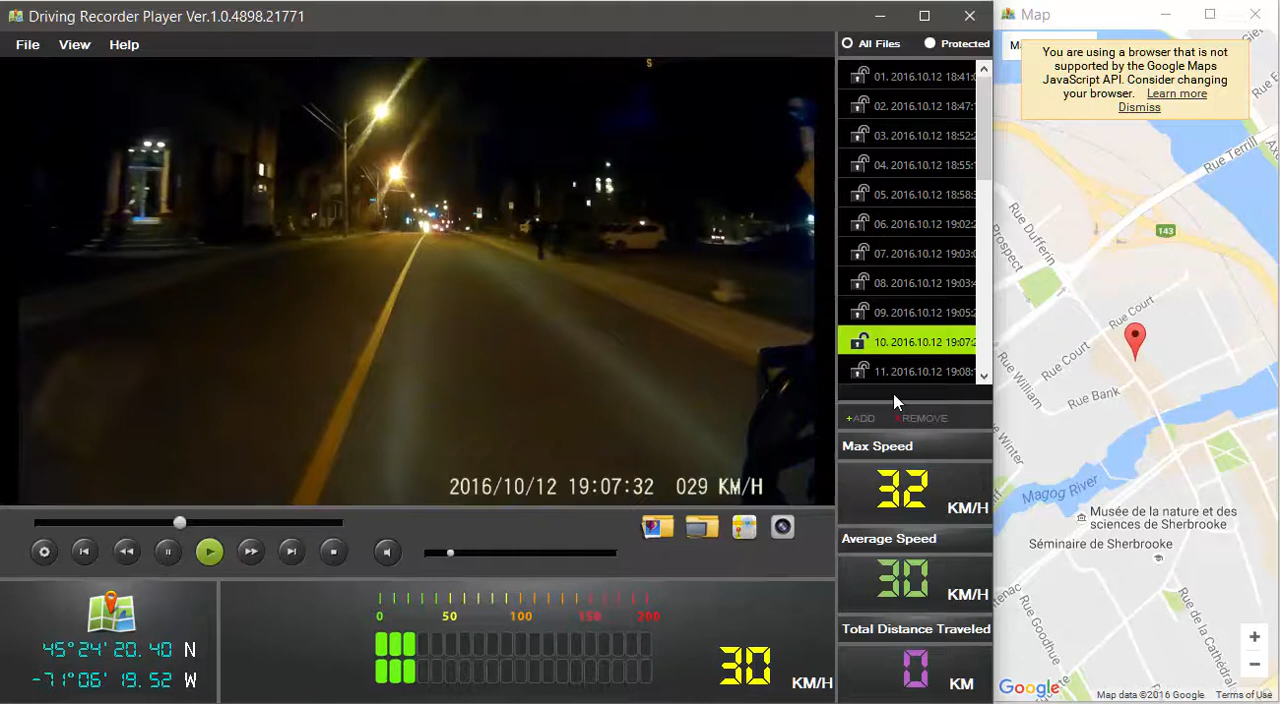 Driving Recorder Player Ver.1.0.4898.21771
File View Help
S
2016/10/12 19:07:32 029 KM/H
0 50 100 150 200
45°24'20.40 N
-71°06'19.52 W
30 KM/H
All Files Protected
01. 2016.10.12 18:41:
02. 2016.10.12 18:47:
03. 2016.10.12 18:52:
04. 2016.10.12 18:55:
05. 2016.10.12 18:58:
06. 2016.10.12 19:02:
07. 2016.10.12 19:03:
08. 2016.10.12 19:03:
09. 2016.10.12 19:05:
10. 2016.10.12 19:07:
11. 2016.10.12 19:08:
+ADD REMOVE
Max Speed
32 KM/H
Average Speed
30 KM/H
Total Distance Traveled
0 KM
Map
You are using a browser that is not
supported by the Google Maps
JavaScript API. Consider changing
your browser. Learn more
Dismiss
Rue Terrill
143
Rue Dufferin
Prospect
Rue Court
Rue Court
Rue William
Rue Bank
Magog River
Musée de la nature et des
sciences de Sherbrooke
Séminaire de Sherbrooke
Rue Goodhue
Rue de la Cathédral
+
−
Google
Map data ©2016 Google Terms of Use